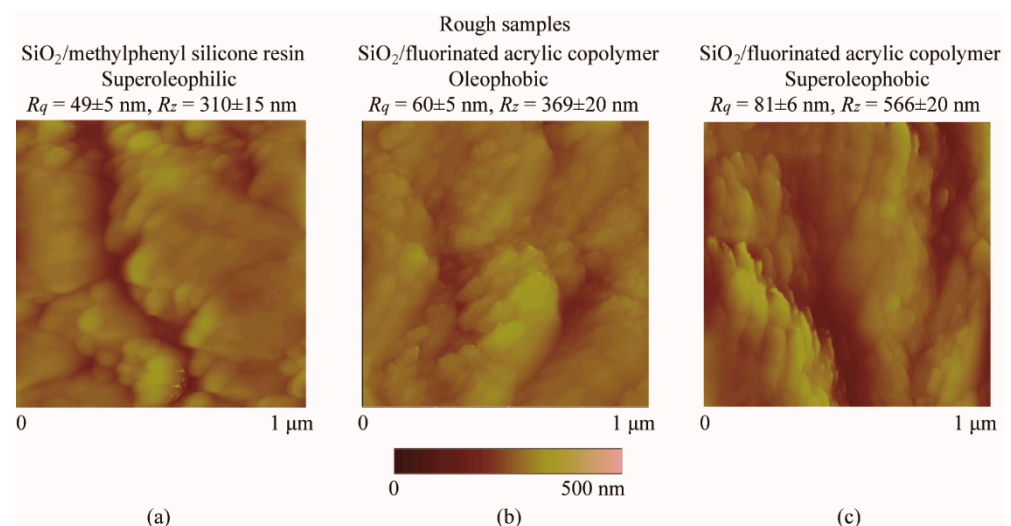 Rough samples
SiO₂/methylphenyl silicone resin
Superoleophilic
Rq = 49±5 nm, Rz = 310±15 nm
SiO₂/fluorinated acrylic copolymer
Oleophobic
Rq = 60±5 nm, Rz = 369±20 nm
SiO₂/fluorinated acrylic copolymer
Superoleophobic
Rq = 81±6 nm, Rz = 566±20 nm
0 1 μm
0 1 μm
0 1 μm
0 500 nm
(a) (b) (c)